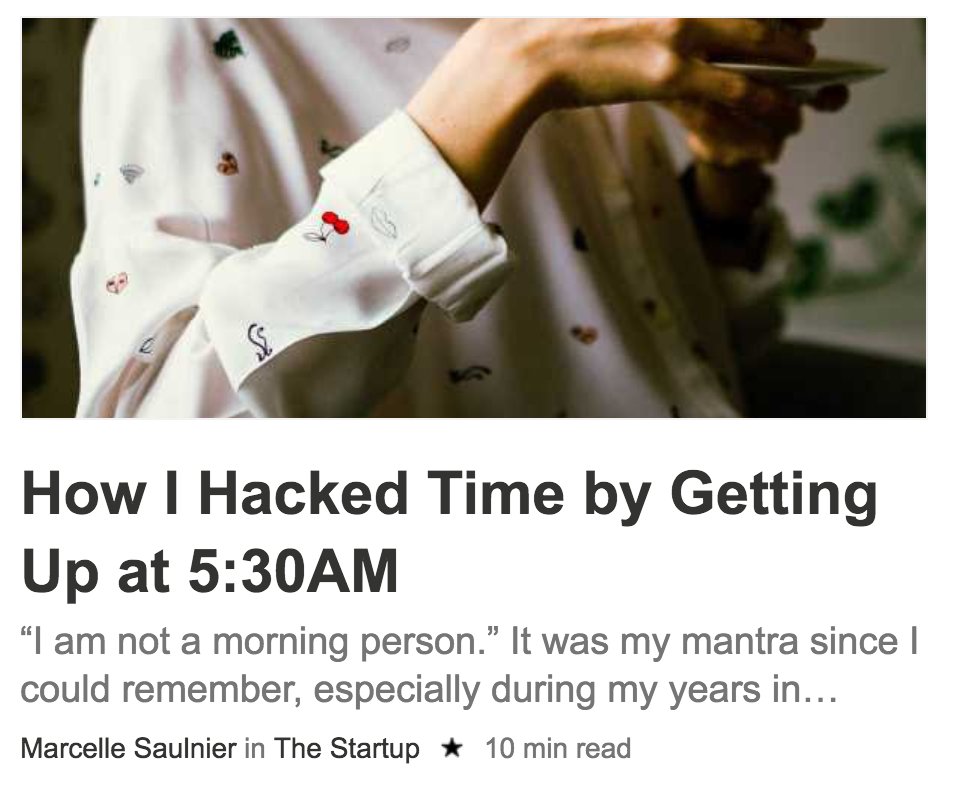 How I Hacked Time by Getting
Up at 5:30AM
“I am not a morning person.” It was my mantra since I
could remember, especially during my years in…
Marcelle Saulnier in The Startup ★ 10 min read